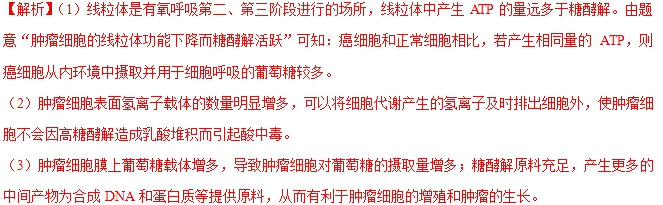 【解析】（1）线粒体是有氧呼吸第二、第三阶段进行的场所，线粒体中产生 ATP 的量远多于糖酵解。由题
意“肿瘤细胞的线粒体功能下降而糖酵解活跃”可知：癌细胞和正常细胞相比，若产生相同量的 ATP，则
癌细胞从内环境中摄取并用于细胞呼吸的葡萄糖较多。
（2）肿瘤细胞表面氢离子载体的数量明显增多，可以将细胞代谢产生的氢离子及时排出细胞外，使肿瘤细
胞不会因高糖酵解造成乳酸堆积而引起酸中毒。
（3）肿瘤细胞膜上葡萄糖载体增多，导致肿瘤细胞对葡萄糖的摄取量增多；糖酵解原料充足，产生更多的
中间产物为合成 DNA 和蛋白质等提供原料，从而有利于肿瘤细胞的增殖和肿瘤的生长。